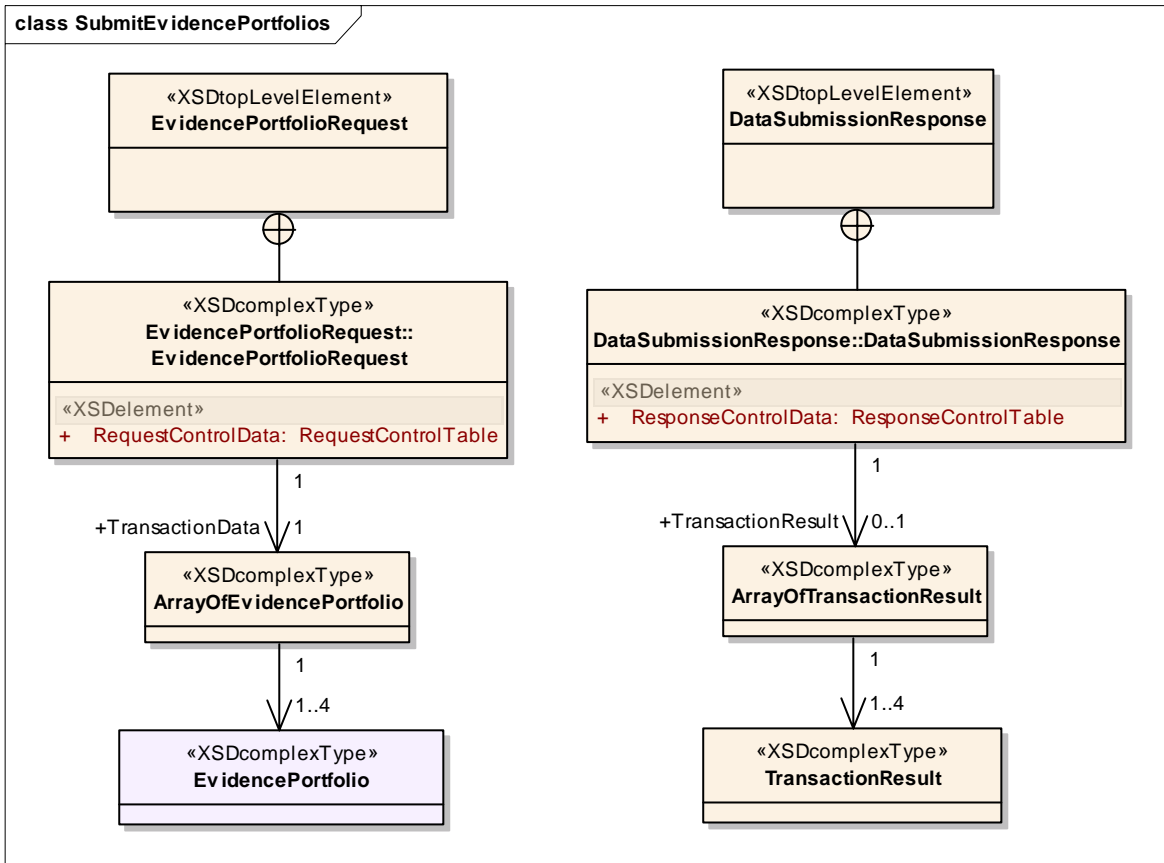 class SubmitEvidencePortfolios
«XSDtopLevelElement»
EvidencePortfolioRequest
«XSDcomplexType»
EvidencePortfolioRequest::
EvidencePortfolioRequest
«XSDelement»
+ RequestControlData: RequestControlTable
1
+TransactionData
1
«XSDcomplexType»
ArrayOfEvidencePortfolio
1
1..4
«XSDcomplexType»
EvidencePortfolio
«XSDtopLevelElement»
DataSubmissionResponse
«XSDcomplexType»
DataSubmissionResponse::DataSubmissionResponse
«XSDelement»
+ ResponseControlData: ResponseControlTable
1
+TransactionResult
0..1
«XSDcomplexType»
ArrayOfTransactionResult
1
1..4
«XSDcomplexType»
TransactionResult